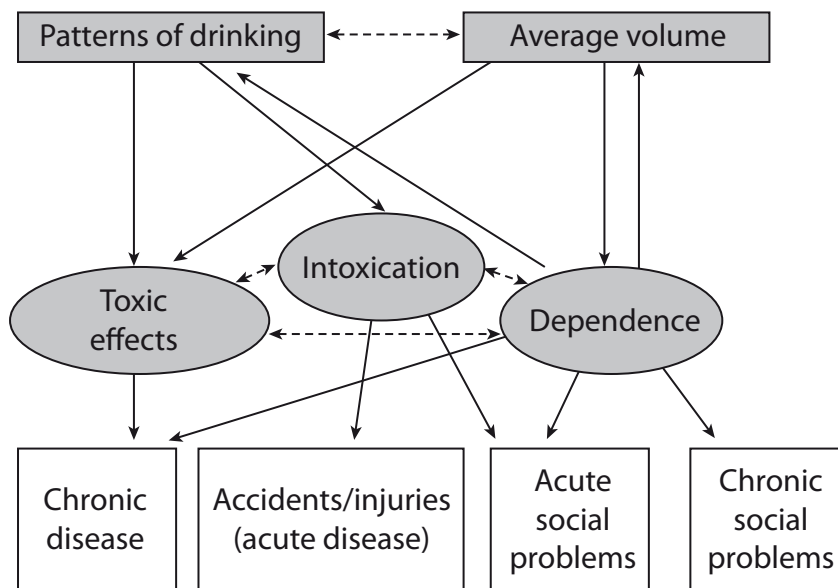 Patterns of drinking
Average volume
Intoxication
Toxic
effects
Dependence
Chronic
disease
Accidents/injuries
(acute disease)
Acute
social
problems
Chronic
social
problems